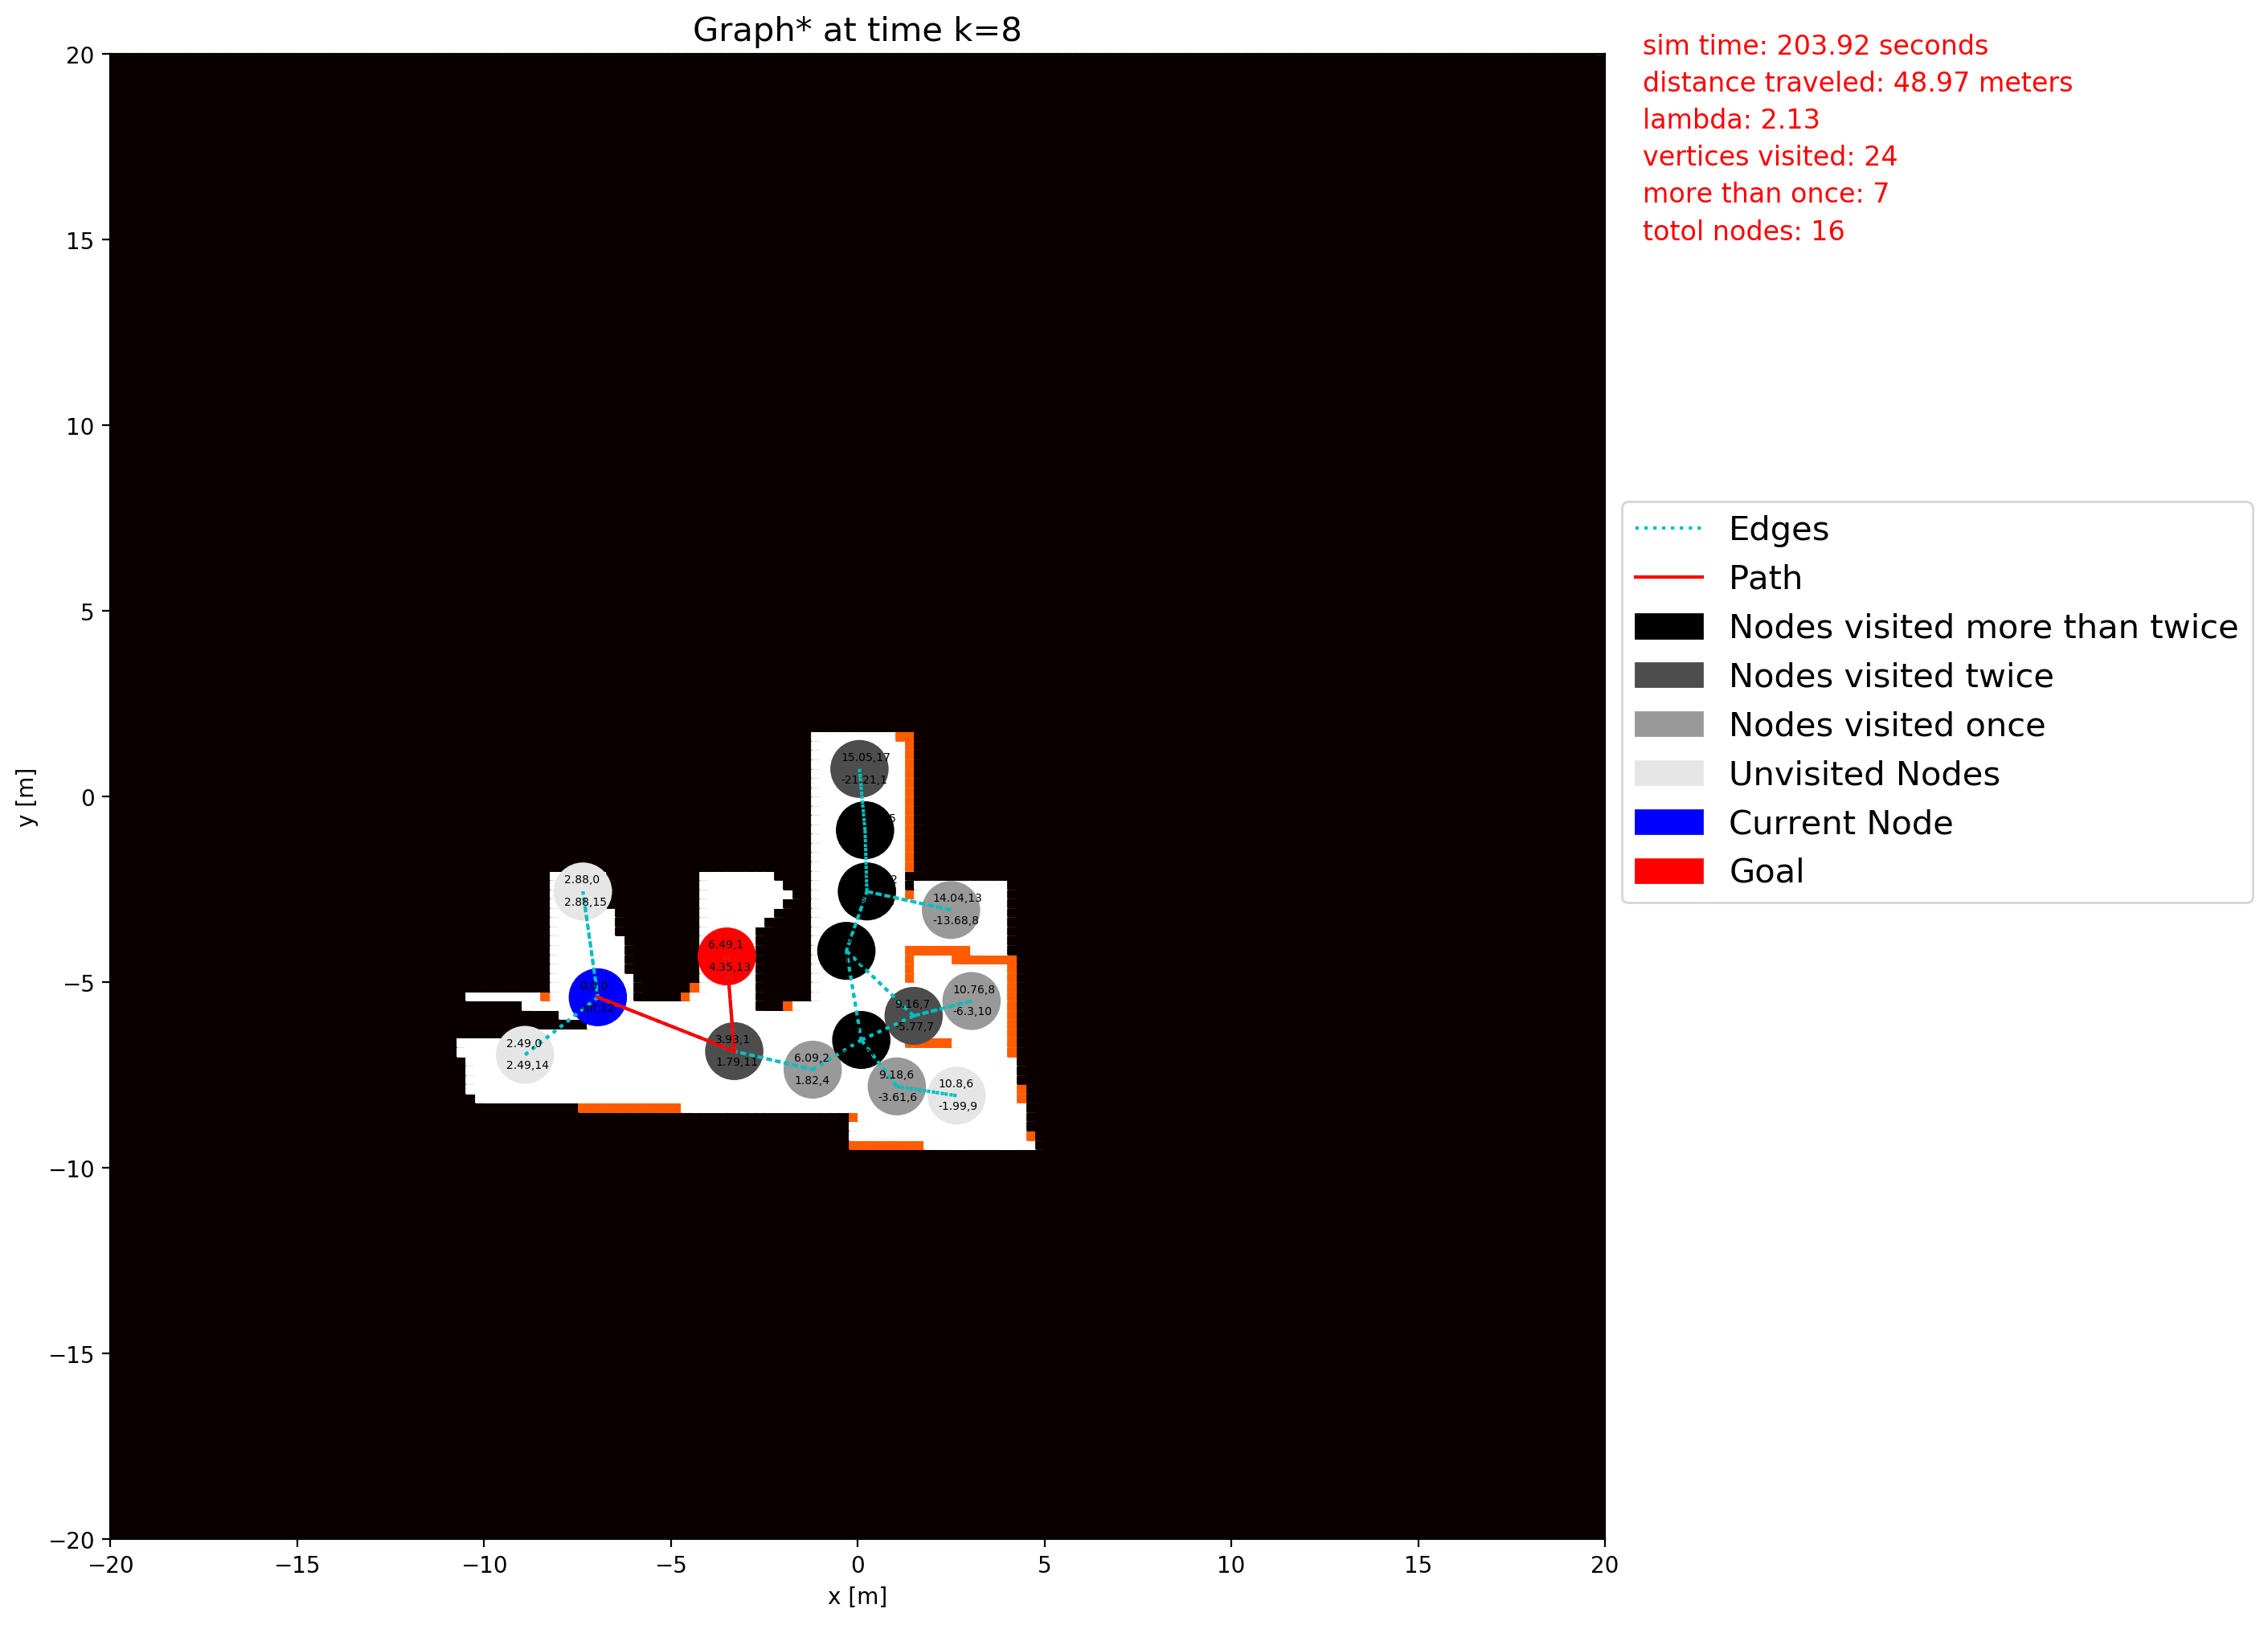 Graph* at time k=8
sim time: 203.92 seconds
distance traveled: 48.97 meters
lambda: 2.13
vertices visited: 24
more than once: 7
totol nodes: 16
Edges
Path
Nodes visited more than twice
Nodes visited twice
Nodes visited once
Unvisited Nodes
Current Node
Goal
20
15
10
5
0
−5
−10
−15
−20
y [m]
−20
−15
−10
−5
0
5
10
15
20
x [m]
15.05,17
-21.21,1
2.88,0
2.88,15
14.04,13
-13.68,8
6.49,1
4.35,13
0.0,0
10.76,8
-6.3,10
9.16,7
-5.77,7
2.49,0
2.49,14
3.93,1
1.79,11
6.09,2
1.82,4
9.18,6
-3.61,6
10.8,6
-1.99,9